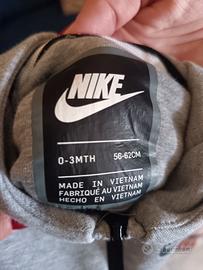 NIKE
0-3MTH 56-62CM
MADE IN VIETNAM
FABRIQUÉ AU VIETNAM
HECHO EN VIETNAM